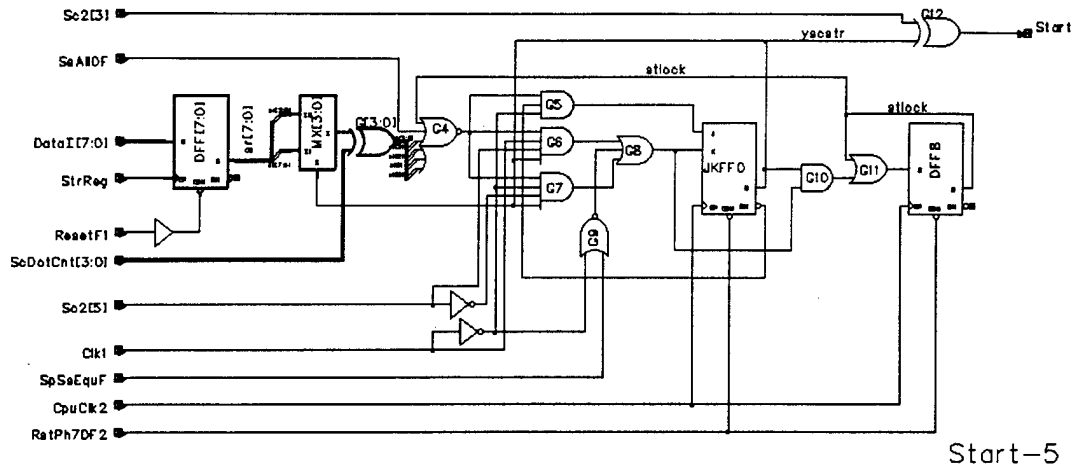 Sc2[3]
G12
Start
yscstr
SeAllDF
stlock
G[3:0]
G4
G5
stlock
DataI[7:0]
DFF[7:0]
sr[7:0]
MX[3:0]
G6
G8
JKFF0
G10
G11
DFF8
StrReg
G7
ResetF1
G9
ScDotCnt[3:0]
Sc2[5]
Clk1
SpSeEquF
CpuClk2
RstPh7DF2
Start-5